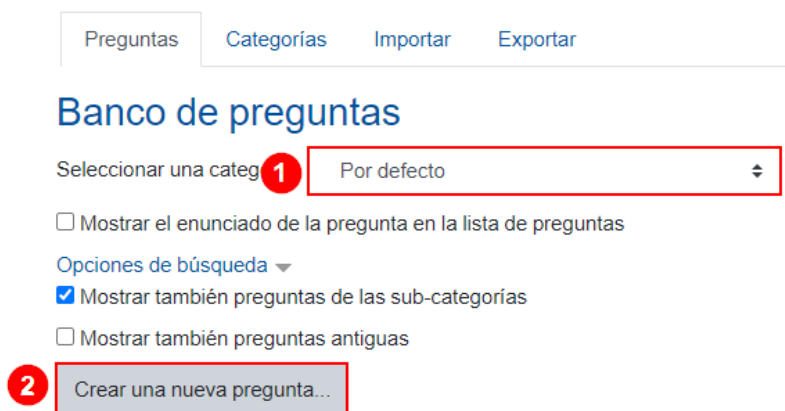 Preguntas Categorías Importar Exportar
Banco de preguntas
Seleccionar una categ 1 Por defecto
Mostrar el enunciado de la pregunta en la lista de preguntas
Opciones de búsqueda
Mostrar también preguntas de las sub-categorías
Mostrar también preguntas antiguas
2 Crear una nueva pregunta...